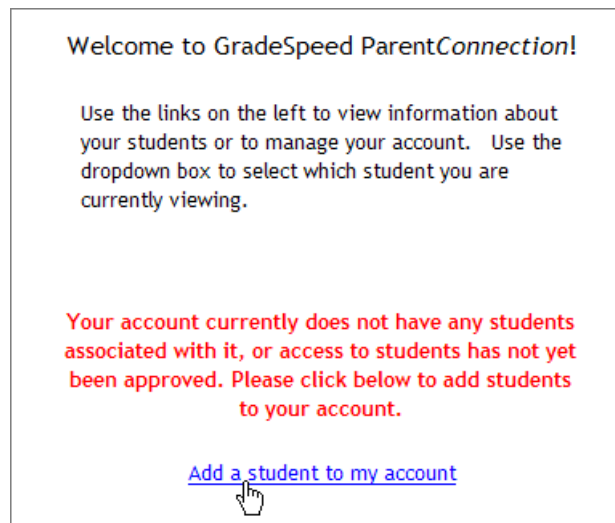 Welcome to GradeSpeed ParentConnection!
Use the links on the left to view information about
your students or to manage your account. Use the
dropdown box to select which student you are
currently viewing.
Your account currently does not have any students
associated with it, or access to students has not yet
been approved. Please click below to add students
to your account.
Add a student to my account